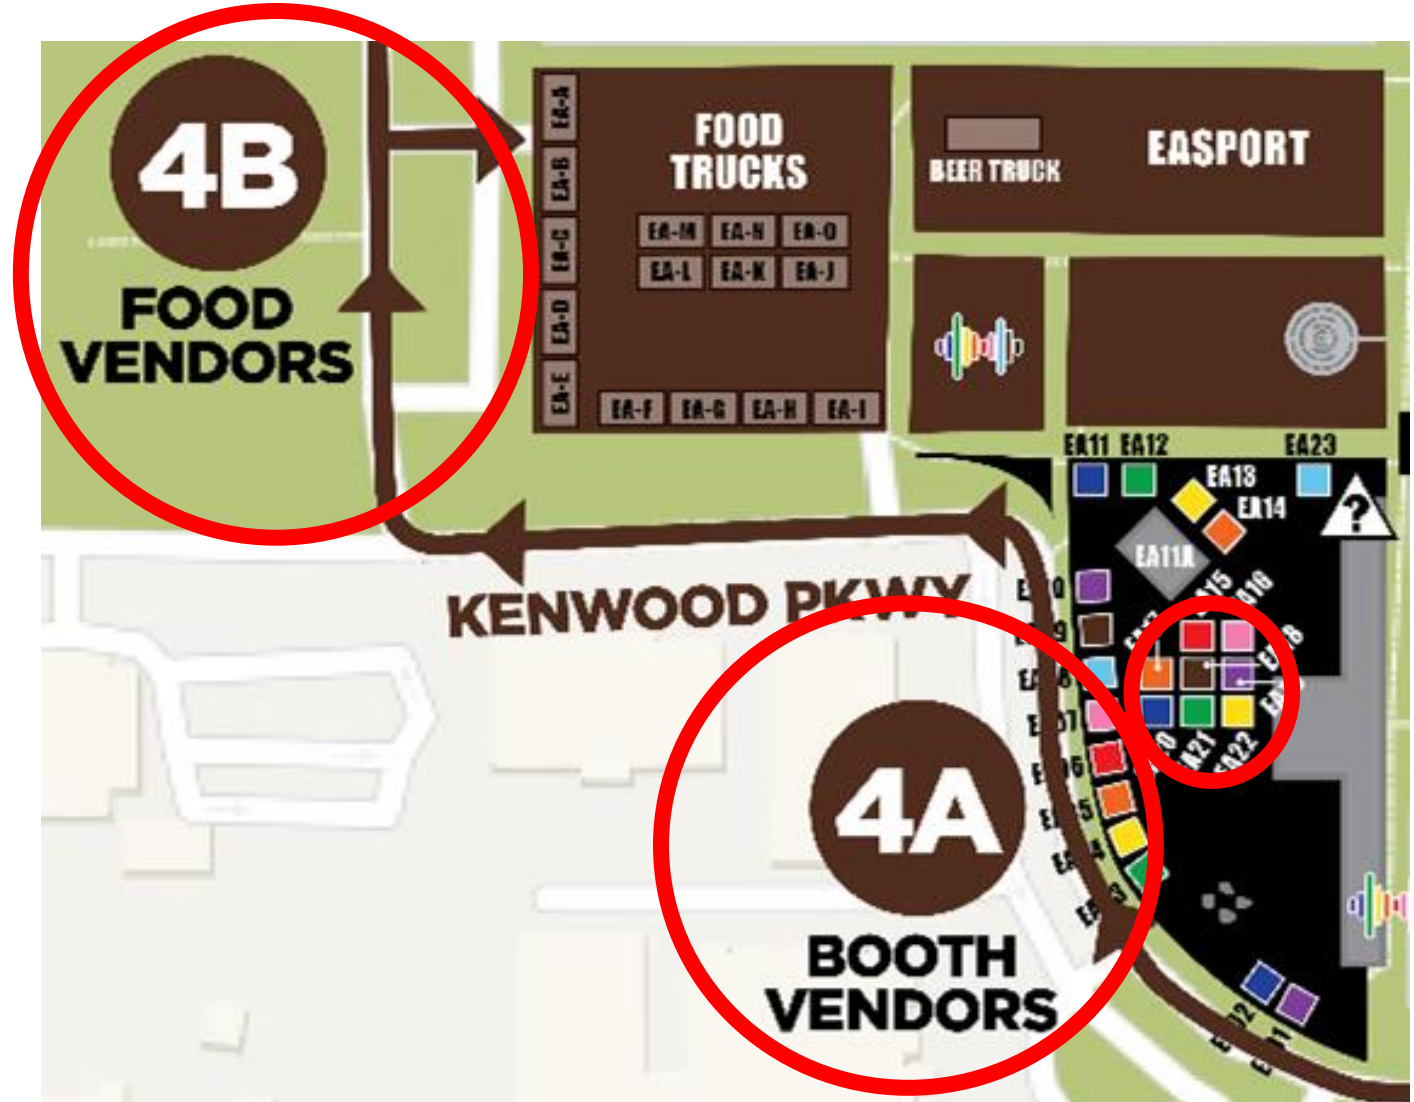 4B
FOOD
VENDORS
EA-A
EA-B
EA-C
EA-D
EA-E
FOOD
TRUCKS
EA-M EA-N EA-O
EA-L EA-K EA-J
EA-F EA-G EA-H EA-I
BEER TRUCK
EASPORT
EA11 EA12 EA23
EA13
EA14
?
EA11A
KENWOOD PKWY
4A
BOOTH
VENDORS
EA21
EA22